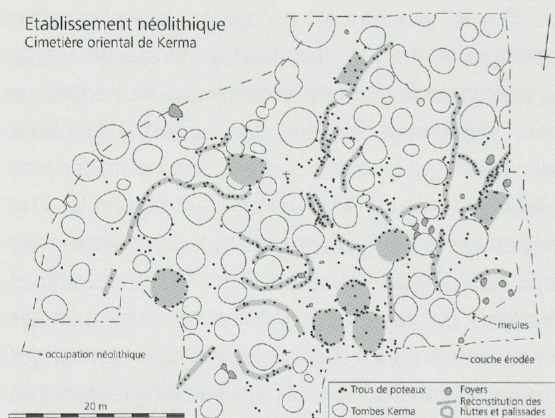 Etablissement néolithique
Cimetière oriental de Kerma
meules
occupation néolithique
couche érodée
20 m
Trous de poteaux
Foyers
Tombes Kerma
Reconstitution des
huttes et palissades